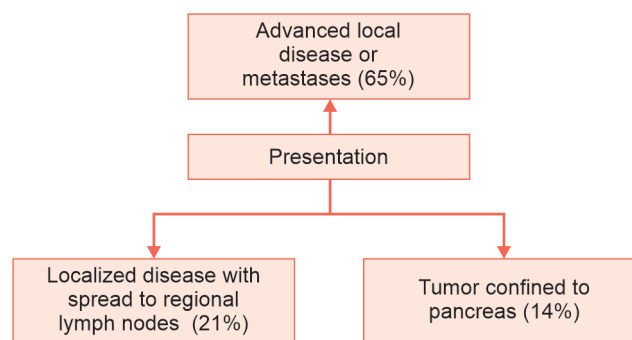 Advanced local
disease or
metastases (65%)
Presentation
Localized disease with
spread to regional
lymph nodes (21%)
Tumor confined to
pancreas (14%)